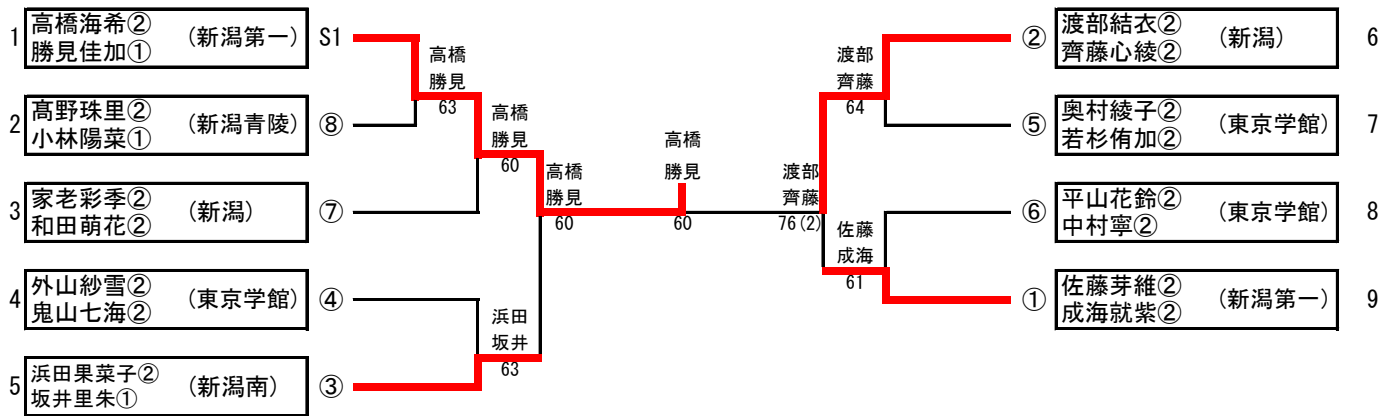 1 高橋海希② (新潟第一) S1
勝見佳加①
2 髙野珠里② (新潟青陵) ⑧
小林陽菜①
3 家老彩季② (新潟) ⑦
和田萌花②
4 外山紗雪② (東京学館) ④
鬼山七海②
5 浜田果菜子② (新潟南) ③
坂井里朱①
高橋
勝見
63
高橋
勝見
60
浜田
坂井
63
高橋
勝見
60
高橋
勝見
60
渡部
齊藤
76(2)
渡部
齊藤
64
佐藤
成海
61
② 渡部結衣② (新潟) 6
齊藤心綾②
⑤ 奥村綾子② (東京学館) 7
若杉侑加②
⑥ 平山花鈴② (東京学館) 8
中村寧②
① 佐藤芽維② (新潟第一) 9
成海就紫②